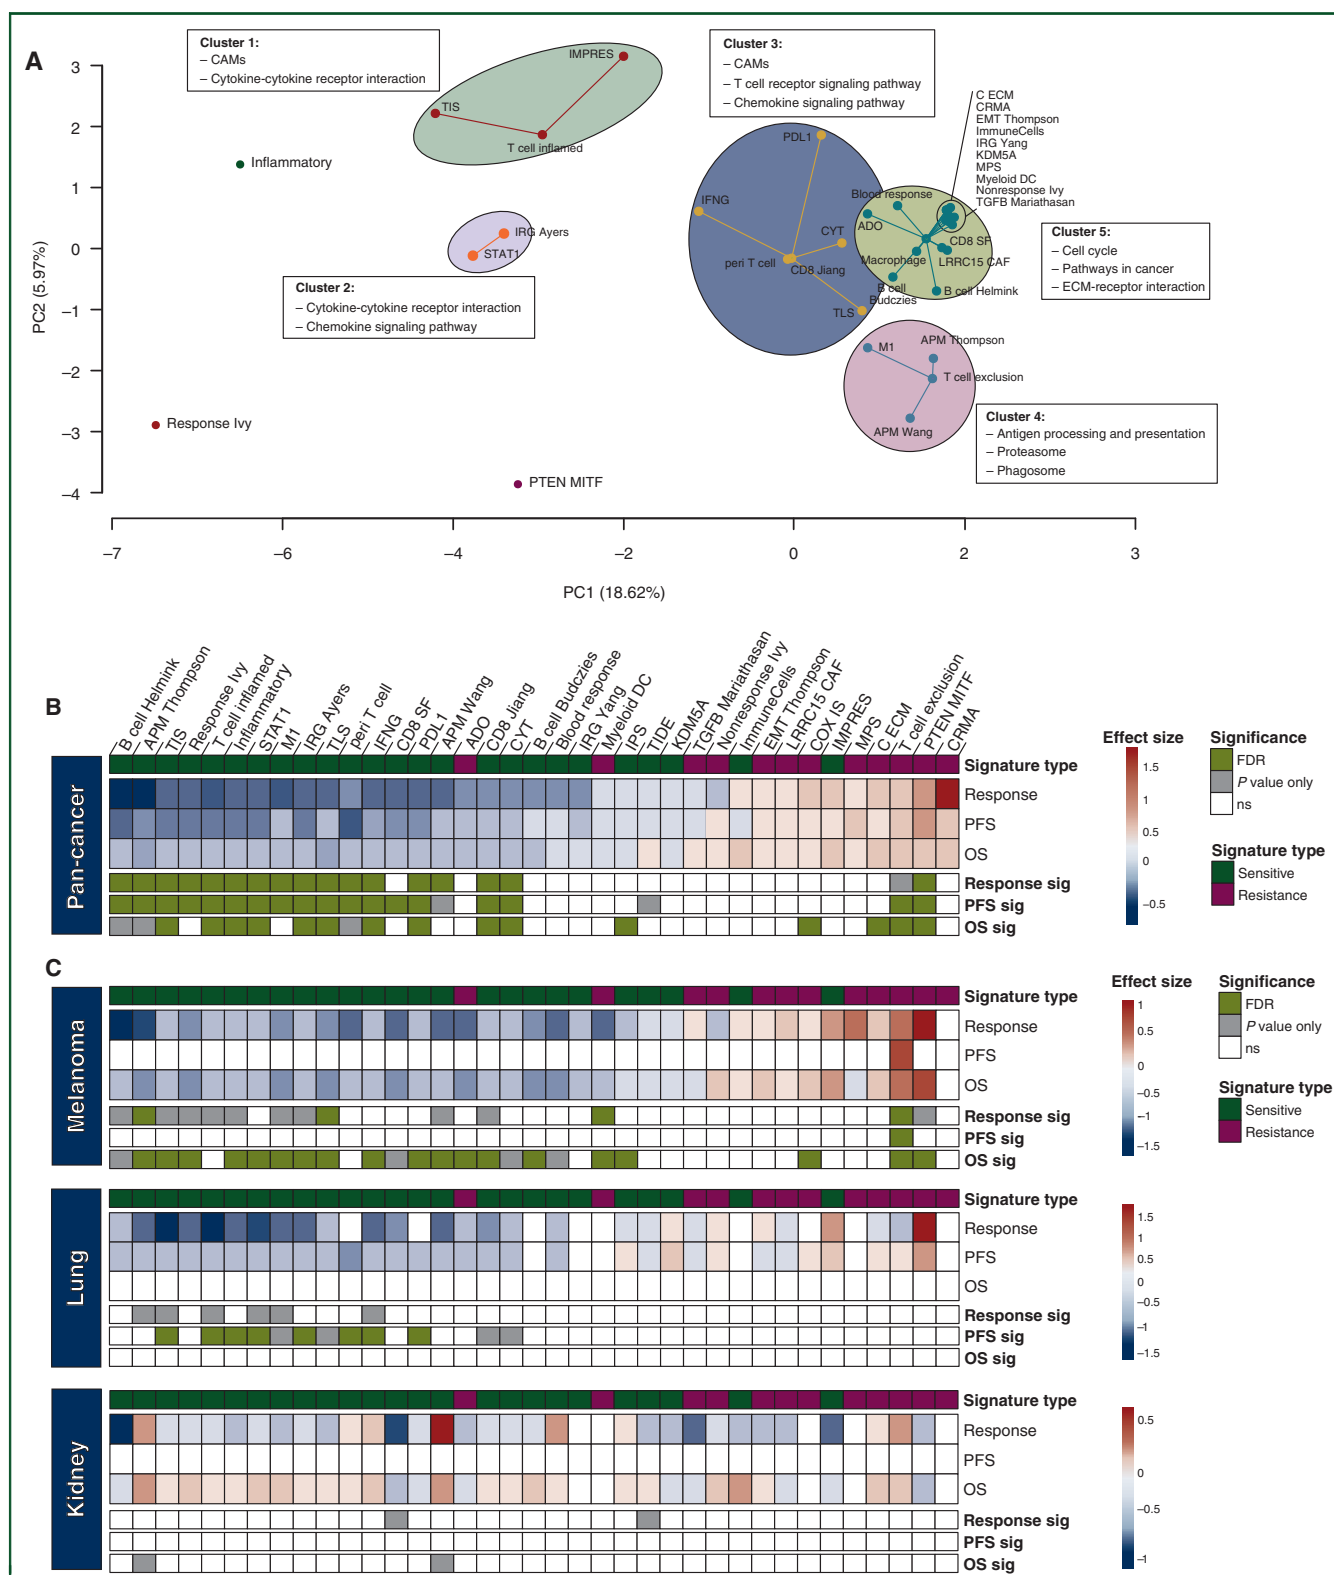 A
Cluster 1:
– CAMs
– Cytokine-cytokine receptor interaction
Cluster 3:
– CAMs
– T cell receptor signaling pathway
– Chemokine signaling pathway
IMPRES
TIS
T cell inflamed
Inflammatory
IRG Ayers
STAT1
Cluster 2:
– Cytokine-cytokine receptor interaction
– Chemokine signaling pathway
PDL1
IFNG
CYT
peri T cell
CD8 Jiang
TLS
C ECM
CRMA
EMT Thompson
ImmuneCells
IRG Yang
KDM5A
MPS
Myeloid DC
Nonresponse Ivy
TGFB Mariathasan
Blood response
ADO
CD8 SF
Macrophage
LRRC15 CAF
B cell
Budczies
B cell Helmink
Cluster 5:
– Cell cycle
– Pathways in cancer
– ECM-receptor interaction
M1
APM Thompson
T cell exclusion
APM Wang
Cluster 4:
– Antigen processing and presentation
– Proteasome
– Phagosome
Response Ivy
PTEN MITF
PC2 (5.97%)
3
2
1
0
–1
–2
–3
–4
–7
–6
–4
–2
0
2
3
PC1 (18.62%)
B
B cell Helmink
APM Thompson
TIS
Response Ivy
T cell inflamed
Inflammatory
STAT1
M1
IRG Ayers
TLS
peri T cell
IFNG
CD8 SF
PDL1
APM Wang
ADO
CD8 Jiang
CYT
B cell Budczies
Blood response
IRG Yang
Myeloid DC
IPS
TIDE
KDM5A
TGFB Mariathasan
Nonresponse Ivy
ImmuneCells
EMT Thompson
LRRC15 CAF
COX IS
IMPRES
MPS
C ECM
T cell exclusion
PTEN MITF
CRMA
Pan-cancer
Signature type
Response
PFS
OS
Response sig
PFS sig
OS sig
Effect size
1.5
1
0.5
0
–0.5
Significance
FDR
P value only
ns
Signature type
Sensitive
Resistance
C
Melanoma
Signature type
Response
PFS
OS
Response sig
PFS sig
OS sig
Effect size
1
0.5
0
–0.5
–1
–1.5
Significance
FDR
P value only
ns
Signature type
Sensitive
Resistance
Lung
Signature type
Response
PFS
OS
Response sig
PFS sig
OS sig
1.5
1
0.5
0
–0.5
–1
–1.5
Kidney
Signature type
Response
PFS
OS
Response sig
PFS sig
OS sig
0.5
0
–0.5
–1